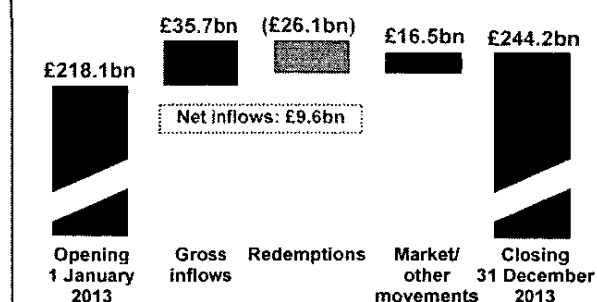 £35.7bn (£26.1bn) £16.5bn £244.2bn
£218.1bn
Net inflows: £9.6bn
Opening
1 January
2013
Gross
inflows
Redemptions
Market/
other
movements
Closing
31 December
2013